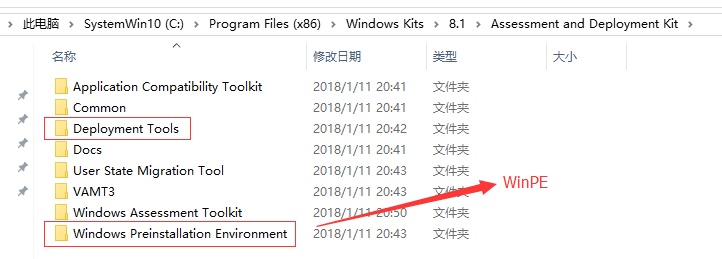 此电脑 › SystemWin10 (C:) › Program Files (x86) › Windows Kits › 8.1 › Assessment and Deployment Kit ›
名称 修改日期 类型 大小
Application Compatibility Toolkit 2018/1/11 20:41 文件夹
Common 2018/1/11 20:41 文件夹
Deployment Tools 2018/1/11 20:42 文件夹
Docs 2018/1/11 20:41 文件夹
User State Migration Tool 2018/1/11 20:43 文件夹
VAMT3 2018/1/11 20:43 文件夹
WinPE
Windows Assessment Toolkit 2018/1/11 20:50 文件夹
Windows Preinstallation Environment 2018/1/11 20:43 文件夹